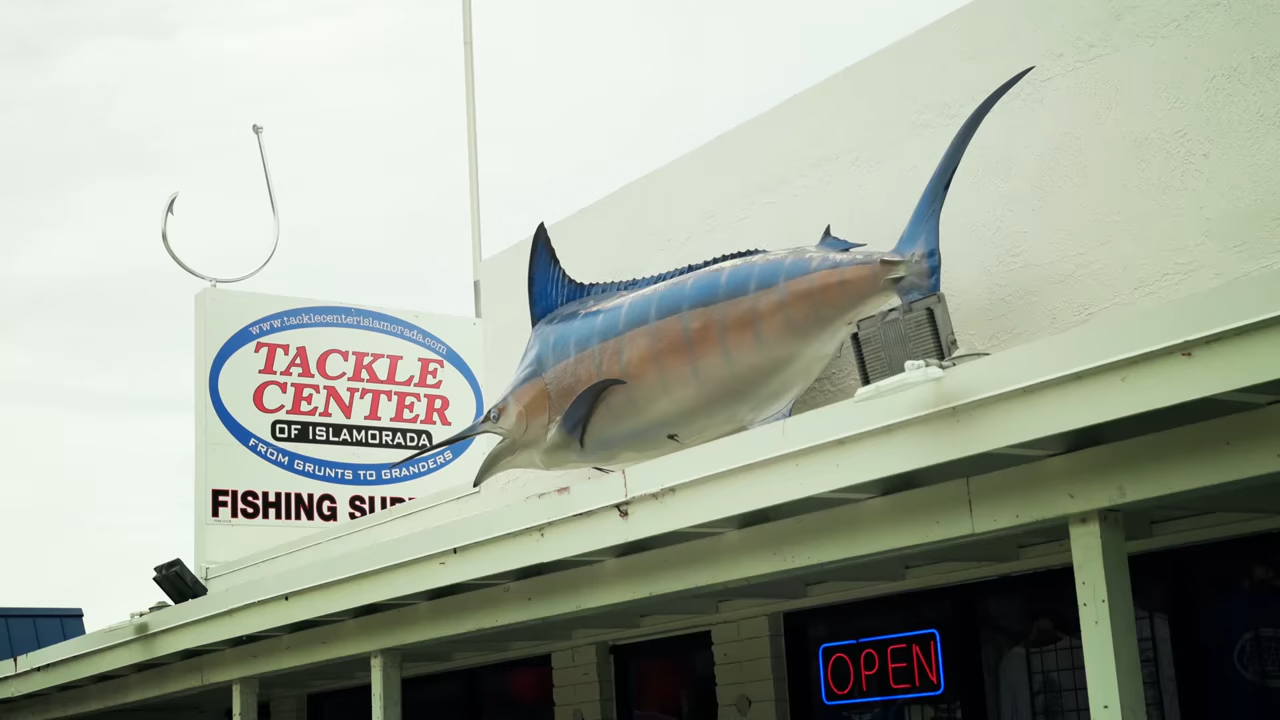 www.tacklecenterislamorada.com
TACKLE
CENTER
OF ISLAMORADA
FROM GRUNTS TO GRANDERS
FISHING
OPEN